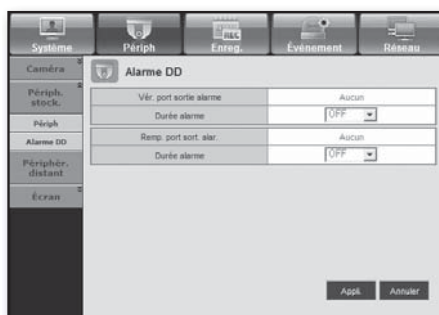 Système Périph Enreg. Événement Réseau
Caméra
Périph. stock.
Périph
Alarme DD
Périphér. distant
Écran
Alarme DD
Vér. port sortie alarme Aucun
Durée alarme OFF
Remp. port sort. alar. Aucun
Durée alarme OFF
Appli. Annuler